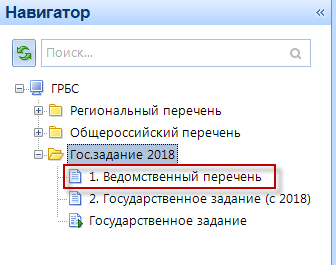 Навигатор «
Поиск...
ГРБС
Региональный перечень
Общероссийский перечень
Гос.задание 2018
1. Ведомственный перечень
2. Государственное задание (с 2018)
Государственное задание